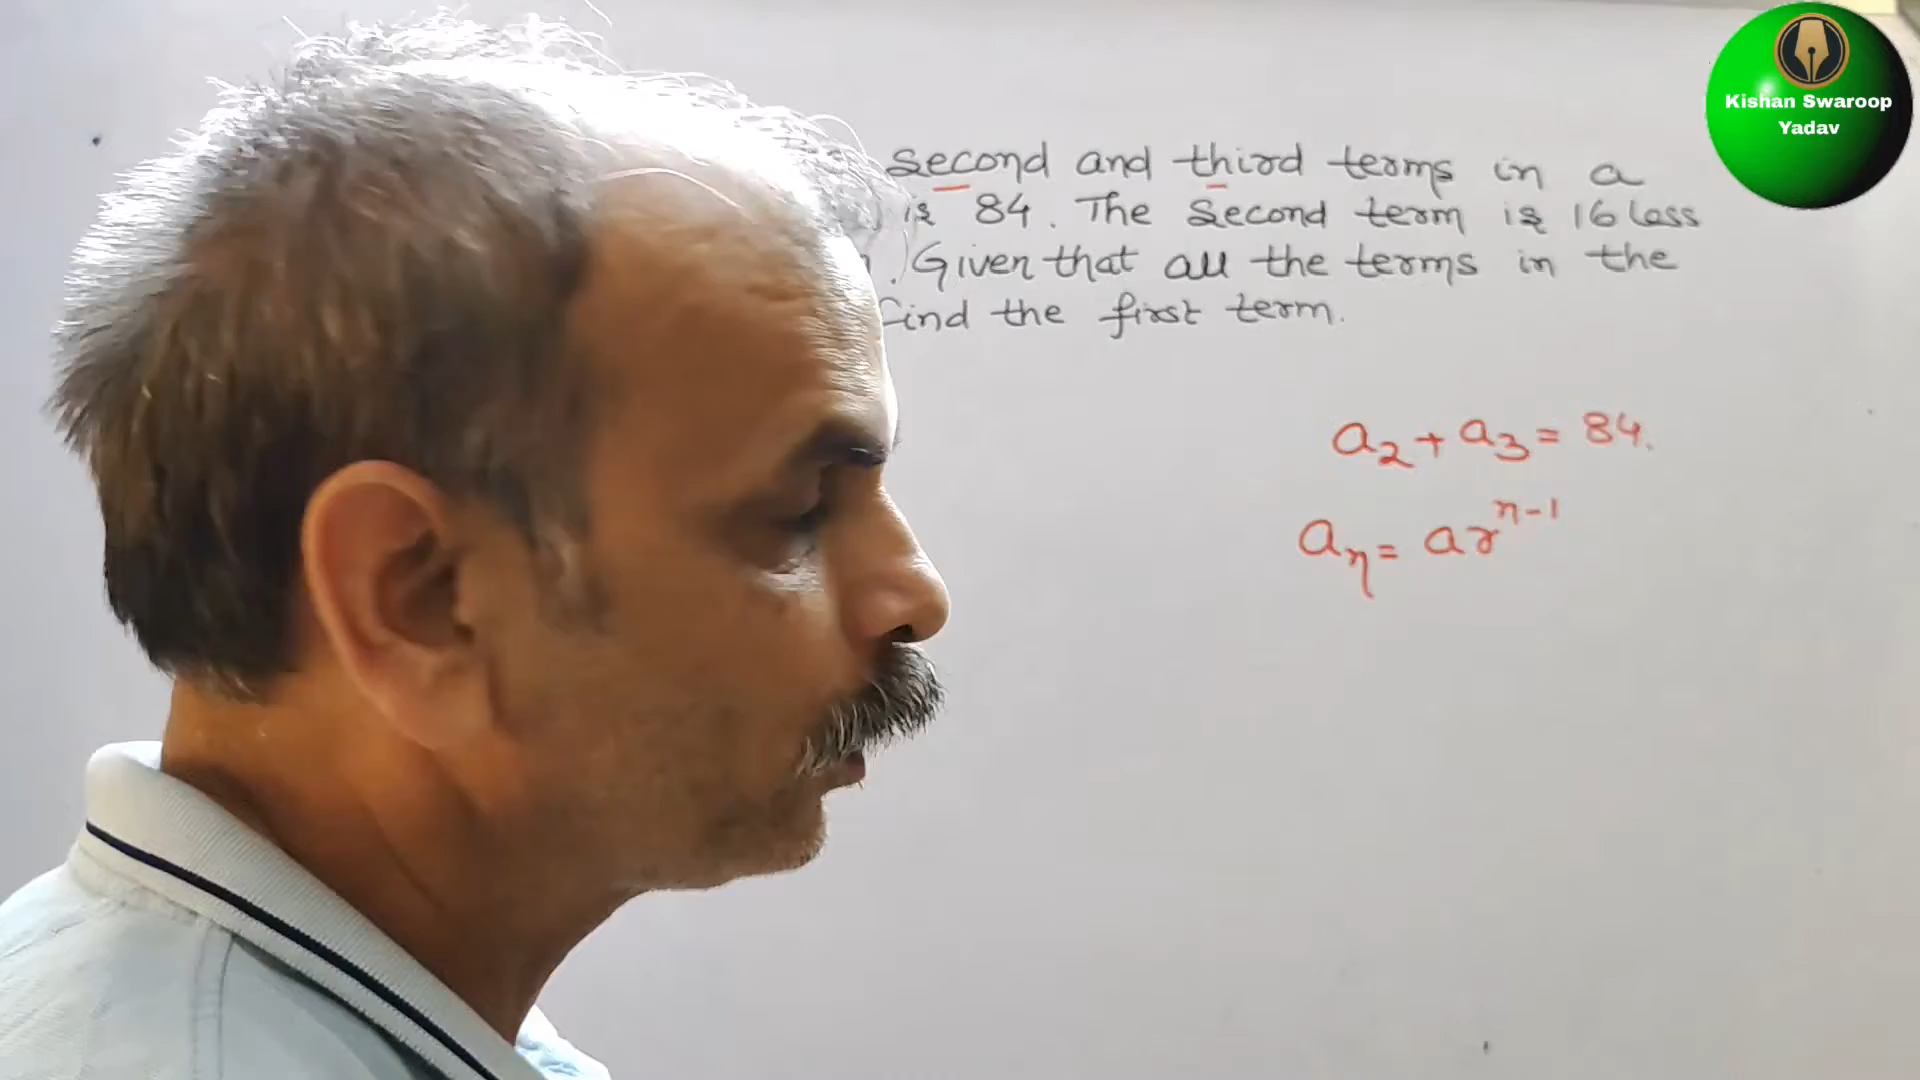 Kishan Swaroop
Yadav
second and third terms in a
is 84. The second term is 16 less
. Given that all the terms in the
find the first term.
a₂ + a₃ = 84.
aₙ = arⁿ⁻¹